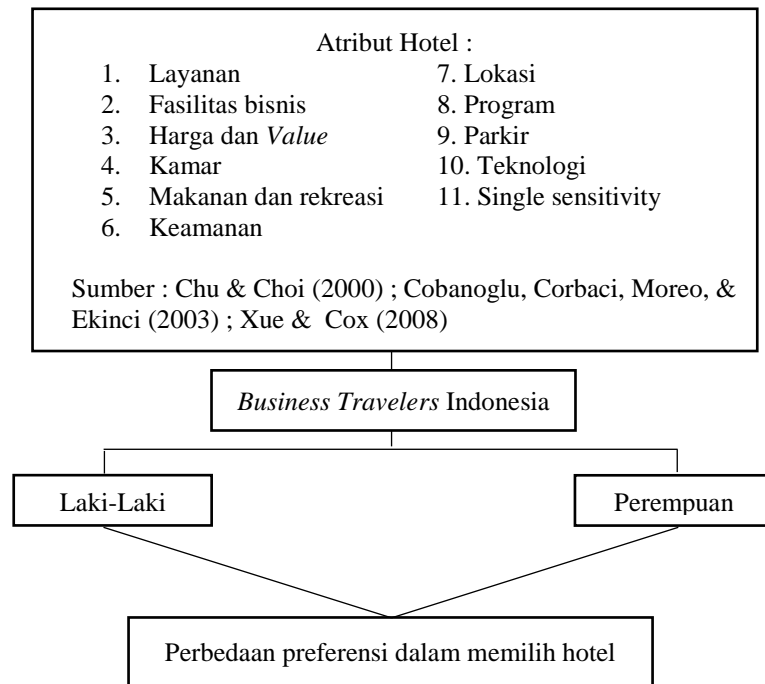 Atribut Hotel :
1. Layanan
2. Fasilitas bisnis
3. Harga dan Value
4. Kamar
5. Makanan dan rekreasi
6. Keamanan
7. Lokasi
8. Program
9. Parkir
10. Teknologi
11. Single sensitivity
Sumber : Chu & Choi (2000) ; Cobanoglu, Corbaci, Moreo, &
Ekinci (2003) ; Xue & Cox (2008)
Business Travelers Indonesia
Laki-Laki
Perempuan
Perbedaan preferensi dalam memilih hotel